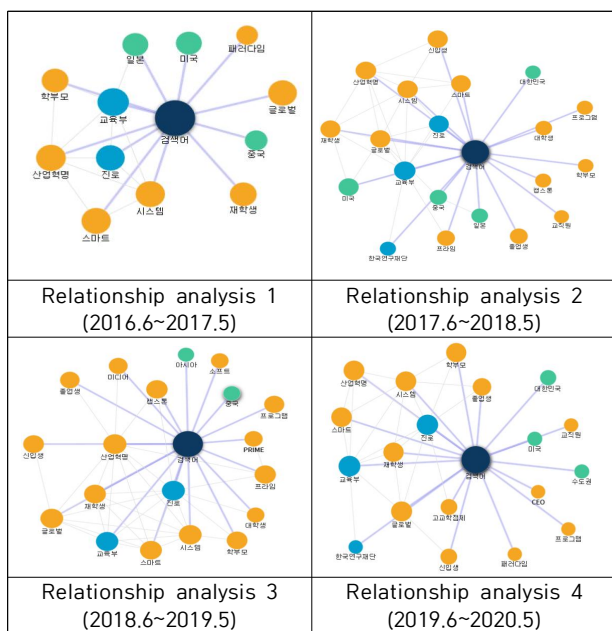 일본
미국
패러다임
학부모
교육부
글로벌
검색어
중국
산업혁명
진로
시스템
재학생
스마트
Relationship analysis 1
(2016.6~2017.5)
신입생
산업혁명
대한민국
시스템
스마트
프로그램
재학생
글로벌
진로
대학생
검색어
교육부
학부모
미국
캡스톤
중국
일본
교직원
한국연구재단
프라임
졸업생
Relationship analysis 2
(2017.6~2018.5)
미디어
아시아
소프트
졸업생
캡스톤
중국
프로그램
신입생
산업혁명
검색어
PRIME
프라임
재학생
진로
글로벌
대학생
교육부
스마트
시스템
학부모
Relationship analysis 3
(2018.6~2019.5)
학부모
산업혁명
시스템
졸업생
대한민국
스마트
진로
교직원
미국
교육부
재학생
검색어
수도권
글로벌
고교학점제
CEO
프로그램
한국연구재단
신입생
패러다임
Relationship analysis 4
(2019.6~2020.5)